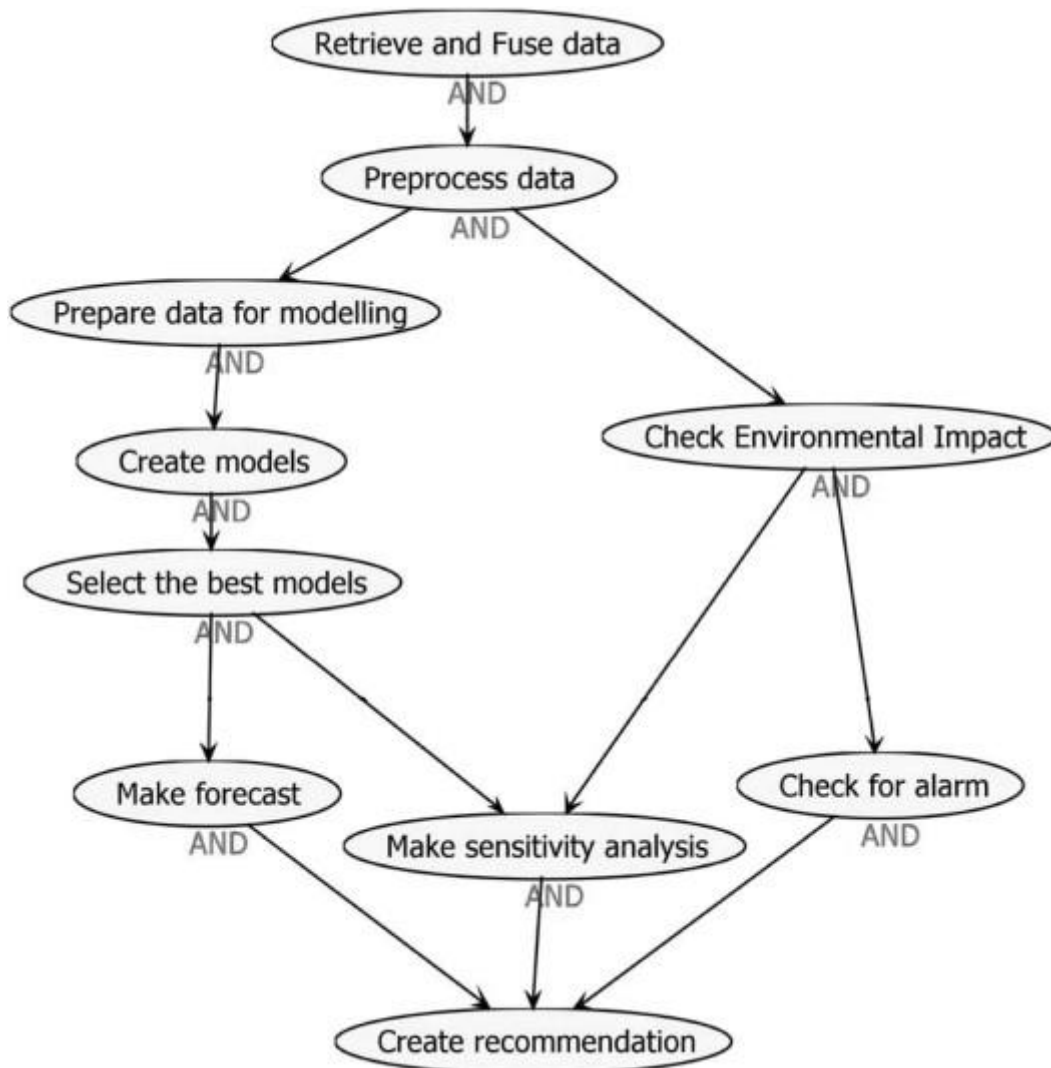 Retrieve and Fuse data
AND
Preprocess data
AND
Prepare data for modelling
AND
Create models
AND
Select the best models
AND
Check Environmental Impact
AND
Make forecast
AND
Make sensitivity analysis
AND
Check for alarm
AND
Create recommendation